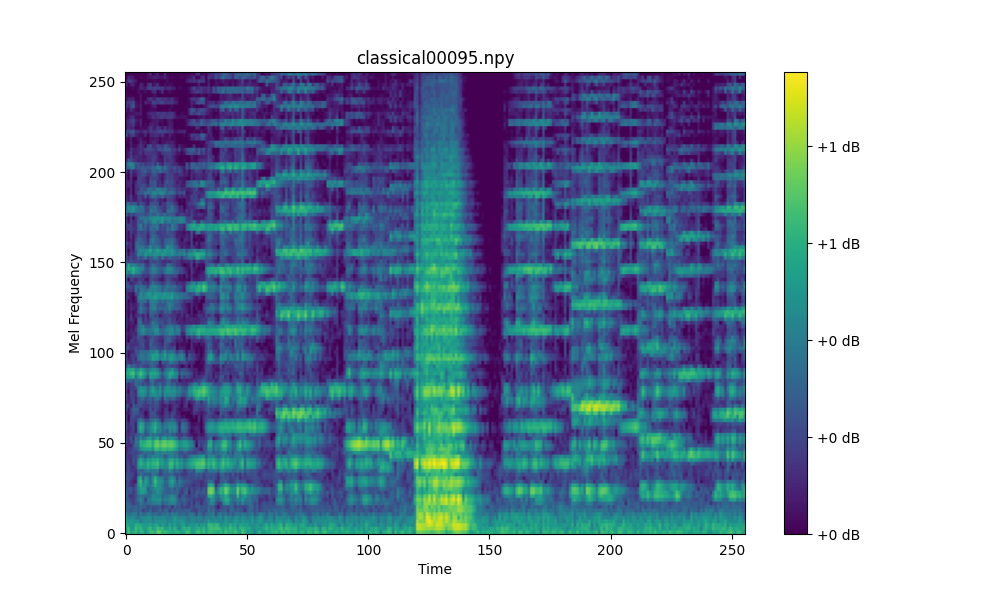 classical00095.npy
Mel Frequency
250
200
150
100
50
0
0 50 100 150 200 250
Time
+1 dB
+1 dB
+0 dB
+0 dB
+0 dB